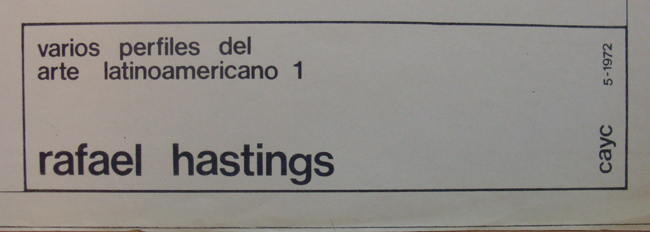 varios perfiles del
arte latinoamericano 1
rafael hastings
cayc 5-1972